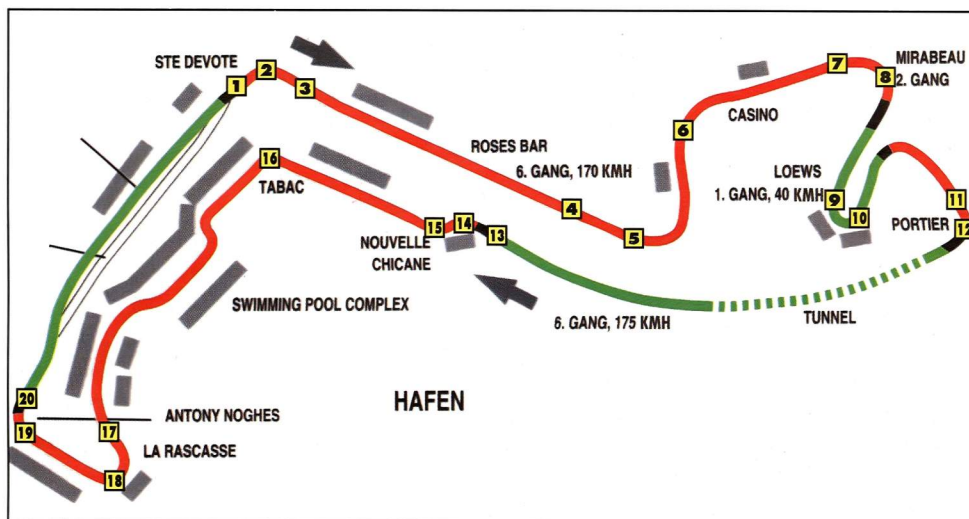 STE DEVOTE
1
2
3
ROSES BAR
6. GANG, 170 KMH
4
5
6
CASINO
7
8
MIRABEAU
2. GANG
LOEWS
1. GANG, 40 KMH
9
10
11
PORTIER
12
TUNNEL
6. GANG, 175 KMH
13
14
15
NOUVELLE
CHICANE
16
TABAC
SWIMMING POOL COMPLEX
HAFEN
17
LA RASCASSE
18
19
20
ANTONY NOGHES